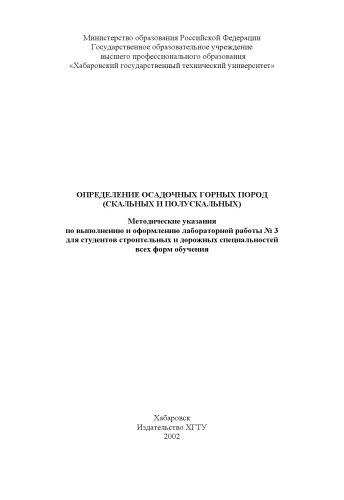 Министерство образования Российской Федерации
Государственное образовательное учреждение
высшего профессионального образования
«Хабаровский государственный технический университет»
ОПРЕДЕЛЕНИЕ ОСАДОЧНЫХ ГОРНЫХ ПОРОД
(СКАЛЬНЫХ И ПОЛУСКАЛЬНЫХ)
Методические указания
по выполнению и оформлению лабораторной работы № 3
для студентов строительных и дорожных специальностей
всех форм обучения
Хабаровск
Издательство ХГТУ
2002